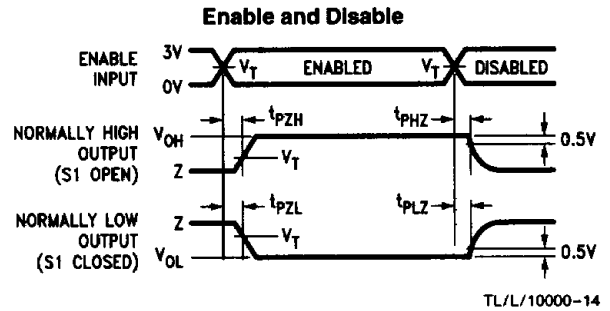 Enable and Disable
ENABLE INPUT
3V
0V
VT
ENABLED
VT
DISABLED
NORMALLY HIGH OUTPUT (S1 OPEN)
VOH
Z
tPZH
VT
tPHZ
0.5V
NORMALLY LOW OUTPUT (S1 CLOSED)
Z
VOL
tPZL
VT
tPLZ
0.5V
TL/L/10000-14